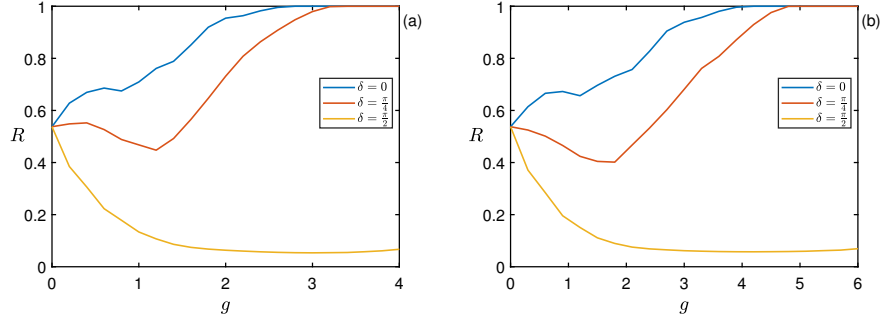 1
0.8
0.6
0.4
0.2
0
R
0 1 2 3 4
g
(a)
δ = 0
δ = π/4
δ = π/2
1
0.8
0.6
0.4
0.2
0
R
0 1 2 3 4 5 6
g
(b)
δ = 0
δ = π/4
δ = π/2